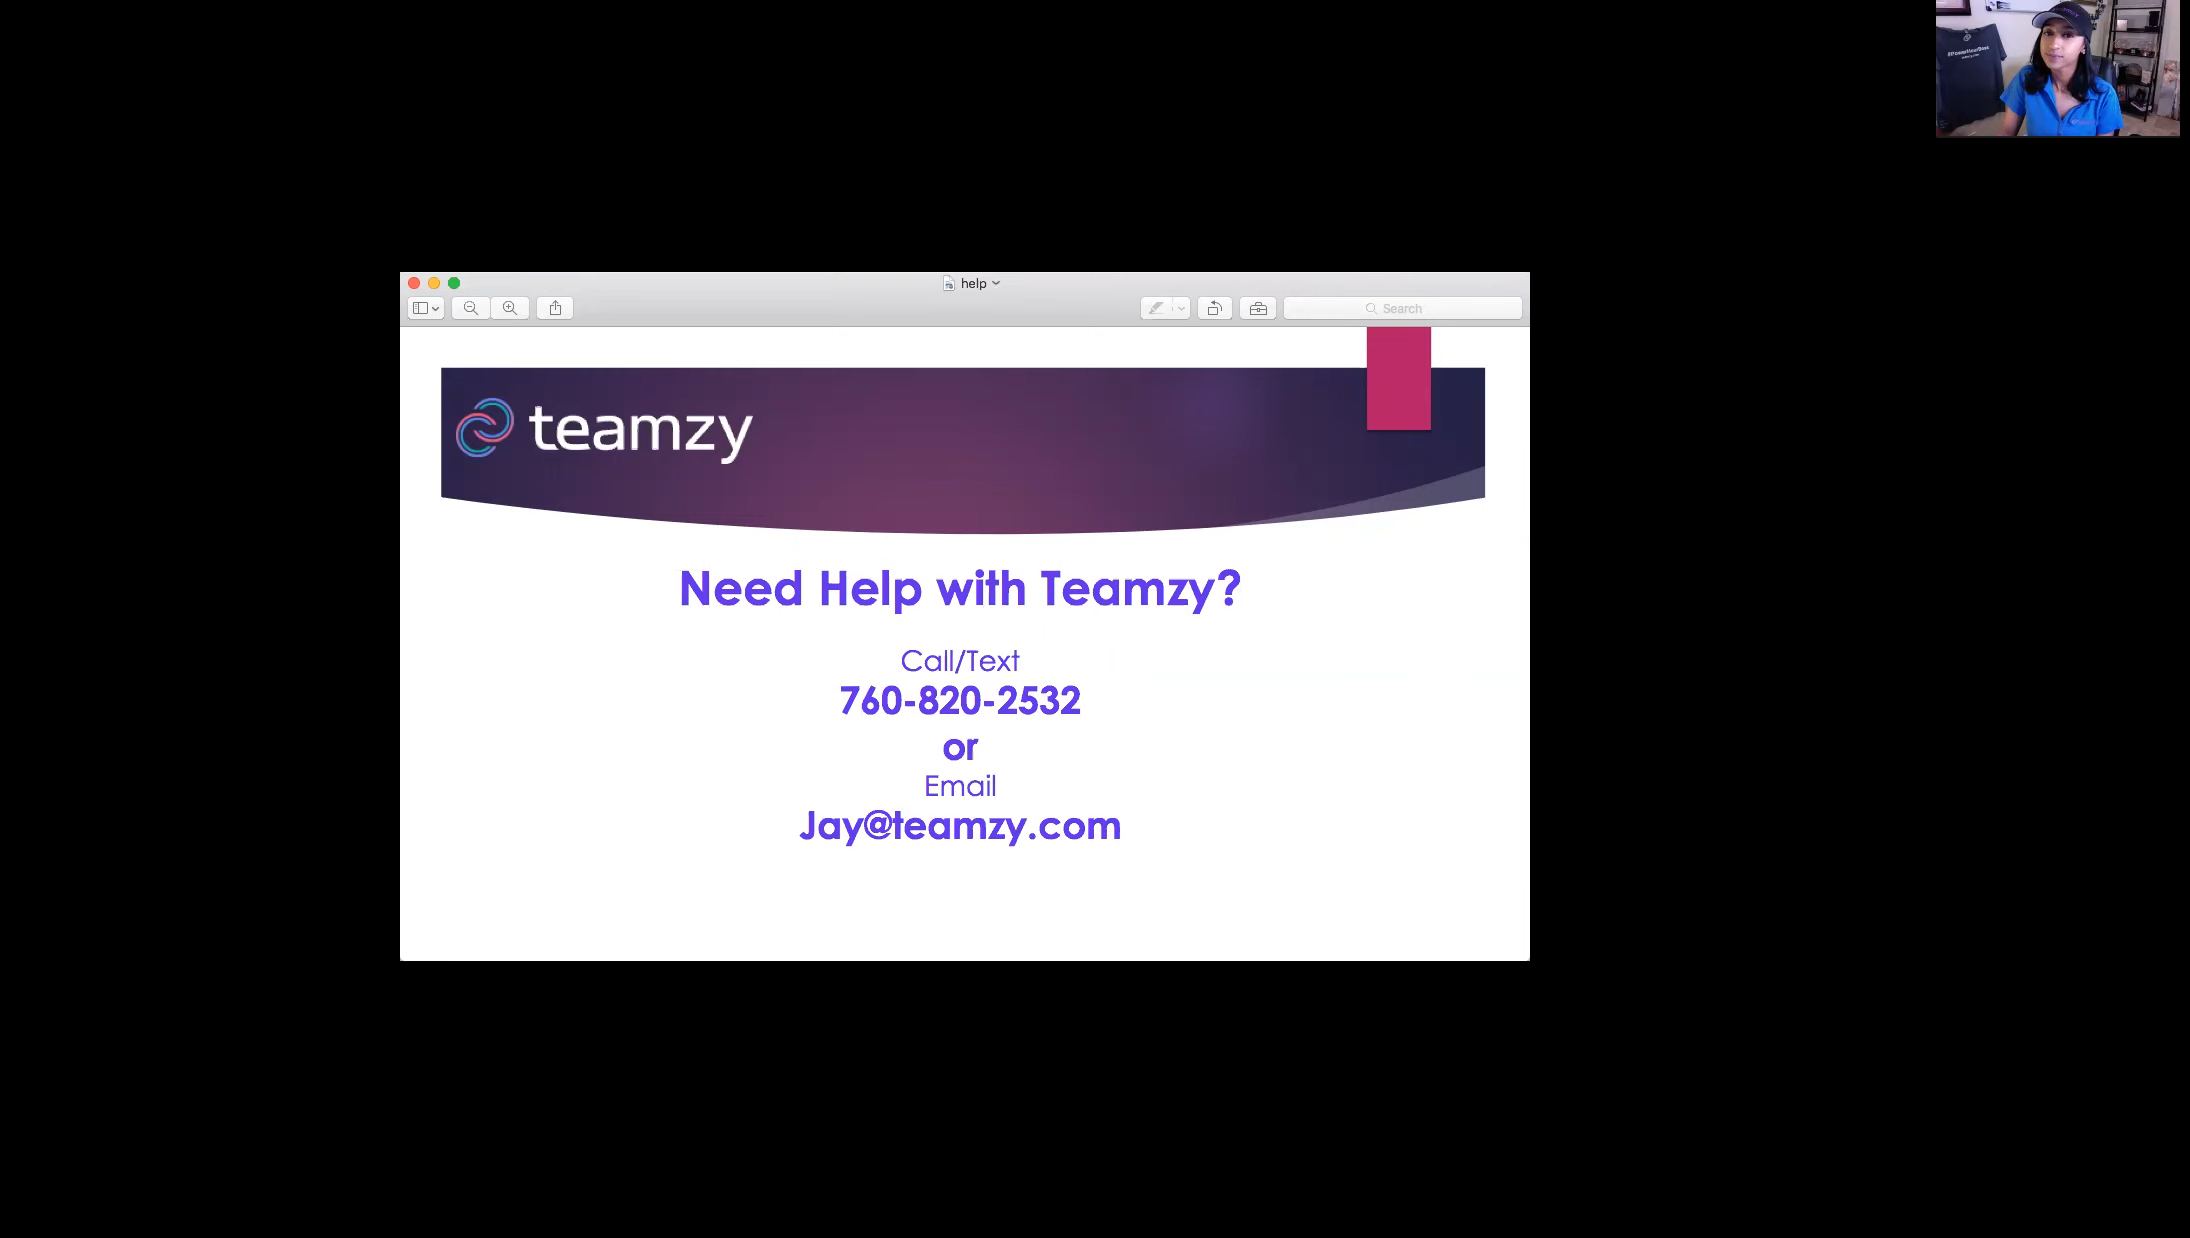 help
Search
teamzy
Need Help with Teamzy?
Call/Text
760-820-2532
or
Email
Jay@teamzy.com